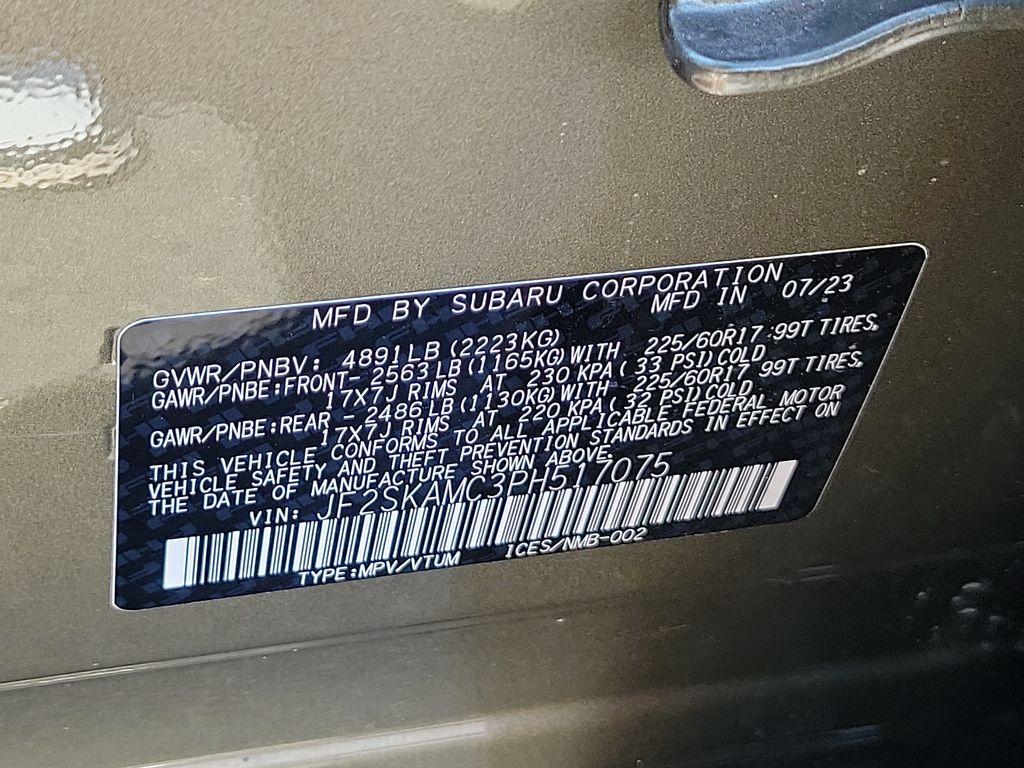 MFD BY SUBARU CORPORATION
MFD IN 07/23
GVWR/PNBV: 4891LB(2223KG)
GAWR/PNBE:FRONT- 2563LB(1165KG)WITH 225/60R17 99T TIRES,
17X7J RIMS AT 230 KPA( 33 PSI)COLD
GAWR/PNBE:REAR - 2486LB(1130KG)WITH 225/60R17 99T TIRES,
17X7J RIMS AT 220 KPA( 32 PSI)COLD.
THIS VEHICLE CONFORMS TO ALL APPLICABLE FEDERAL MOTOR
VEHICLE SAFETY AND THEFT PREVENTION STANDARDS IN EFFECT ON
THE DATE OF MANUFACTURE SHOWN ABOVE.
VIN: JF2SKAMC3PH517075
TYPE:MPV/VTUM ICES/NMB-002